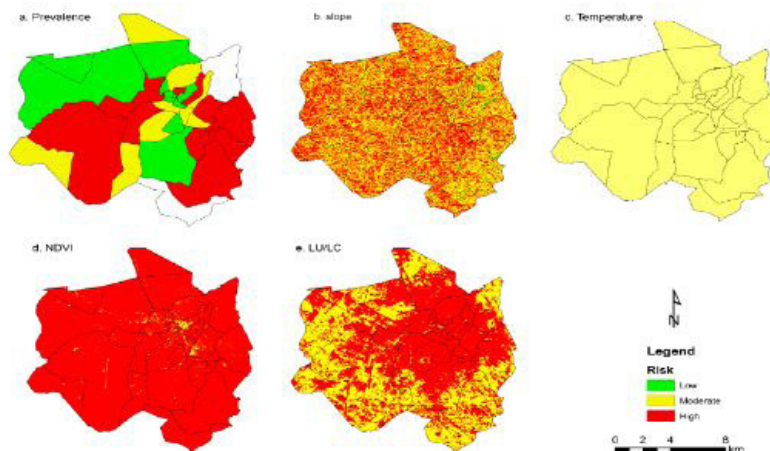 a. Prevalence
b. slope
c. Temperature
d. NDVI
e. LU/LC
N
Legend
Risk
Low
Moderate
High
0 2 4 8
km